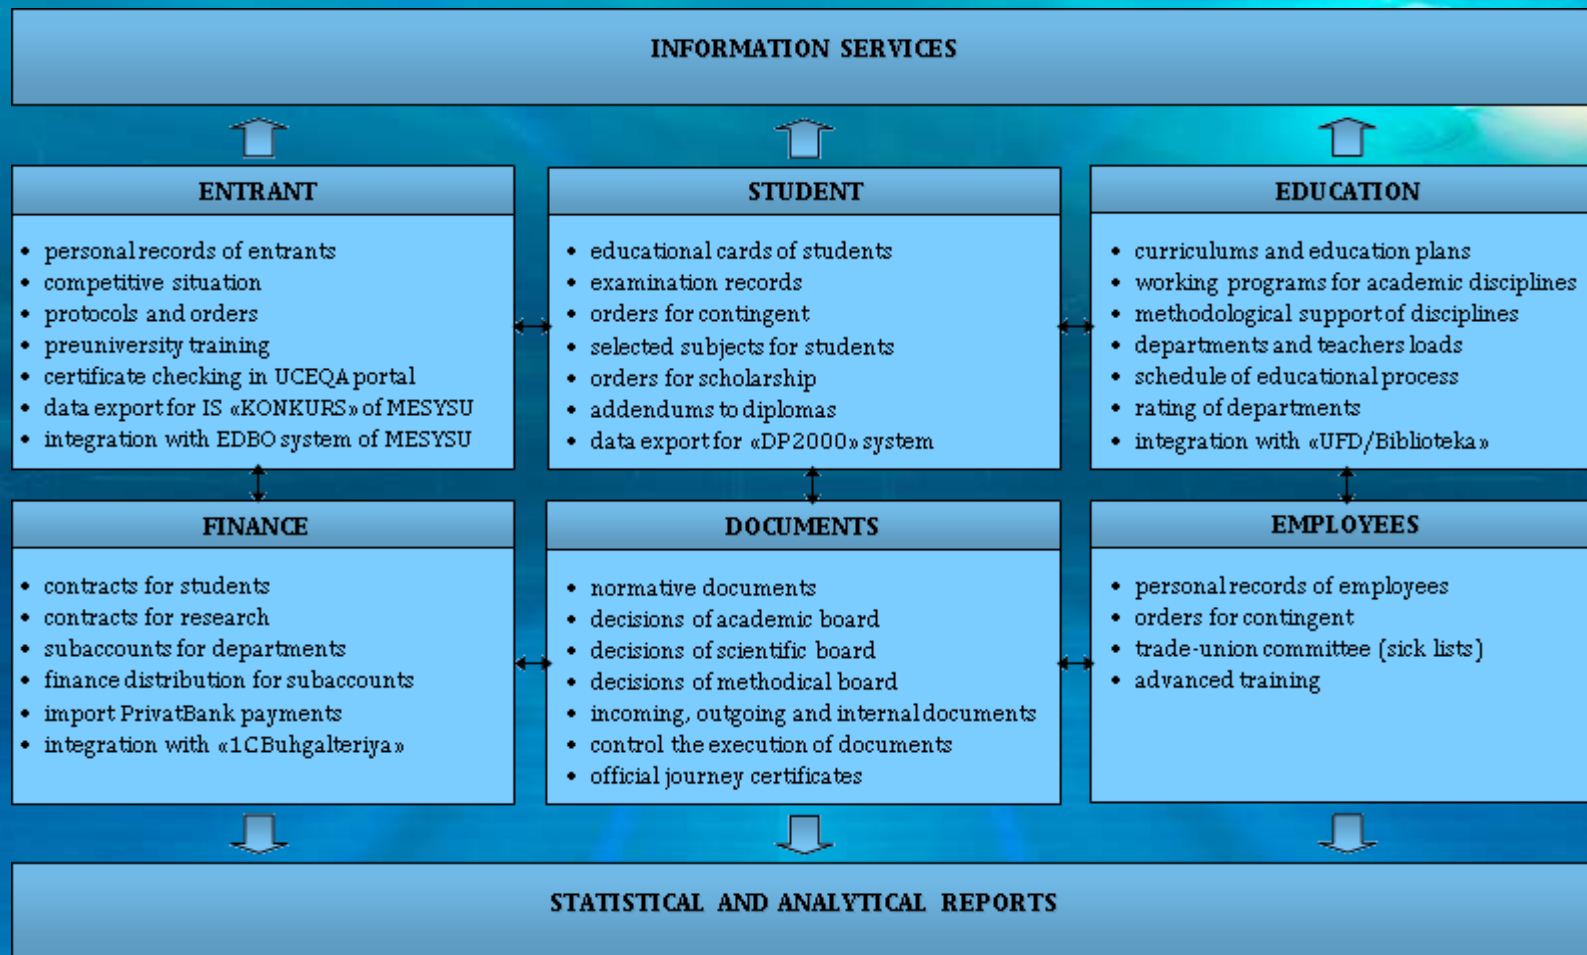 INFORMATION SERVICES
ENTRANT
• personal records of entrants
• competitive situation
• protocols and orders
• preuniversity training
• certificate checking in UCEQA portal
• data export for IS «KONKURS» of MESYSU
• integration with EDBO system of MESYSU
STUDENT
• educational cards of students
• examination records
• orders for contingent
• selected subjects for students
• orders for scholarship
• addendums to diplomas
• data export for «DP2000» system
EDUCATION
• curriculums and education plans
• working programs for academic disciplines
• methodological support of disciplines
• departments and teachers loads
• schedule of educational process
• rating of departments
• integration with «UFD/Biblioteka»
FINANCE
• contracts for students
• contracts for research
• subaccounts for departments
• finance distribution for subaccounts
• import PrivatBank payments
• integration with «1CBuhgalteriya»
DOCUMENTS
• normative documents
• decisions of academic board
• decisions of scientific board
• decisions of methodical board
• incoming, outgoing and internal documents
• control the execution of documents
• official journey certificates
EMPLOYEES
• personal records of employees
• orders for contingent
• trade-union committee (sick lists)
• advanced training
STATISTICAL AND ANALYTICAL REPORTS